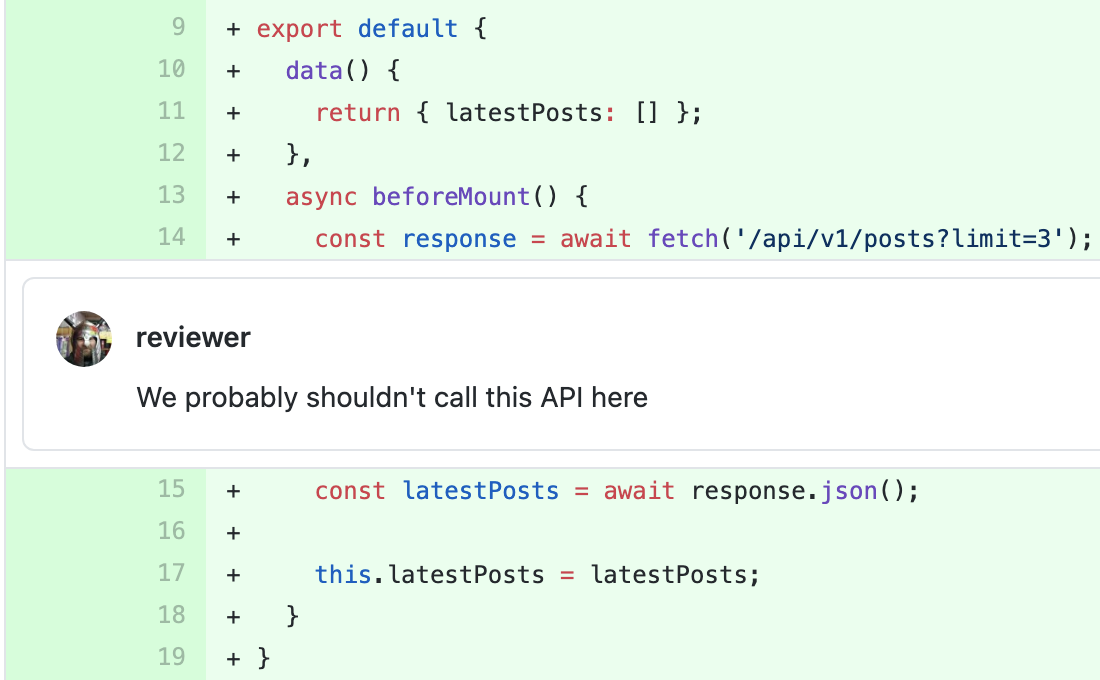 9 + export default {
10 +   data() {
11 +     return { latestPosts: [] };
12 +   },
13 +   async beforeMount() {
14 +     const response = await fetch('/api/v1/posts?limit=3');
reviewer
We probably shouldn't call this API here
15 +     const latestPosts = await response.json();
16 +
17 +     this.latestPosts = latestPosts;
18 +   }
19 + }